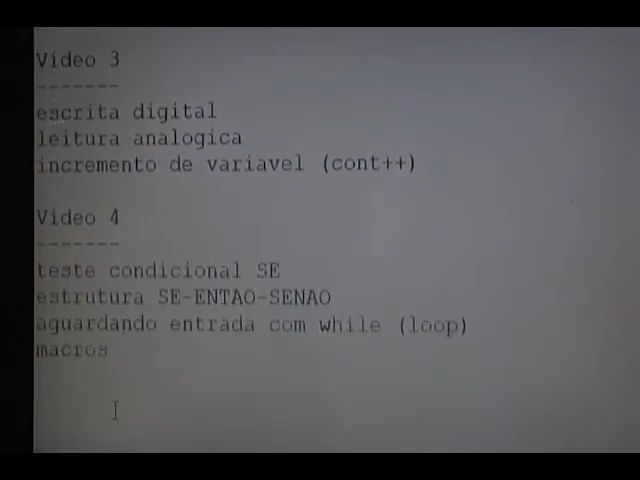 Video 3
-------
escrita digital
leitura analogica
incremento de variavel (cont++)
Video 4
-------
teste condicional SE
estrutura SE-ENTAO-SENAO
aguardando entrada com while (loop)
macros